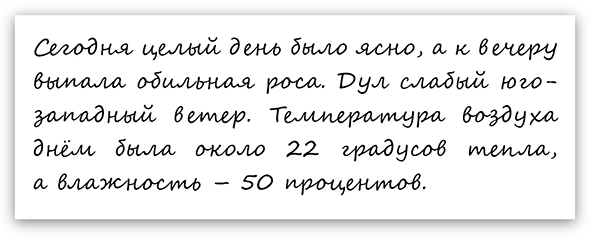 Сегодня целый день было ясно, а к вечеру
выпала обильная роса. Дул слабый юго-
западный ветер. Температура воздуха
днём была около 22 градусов тепла,
а влажность – 50 процентов.